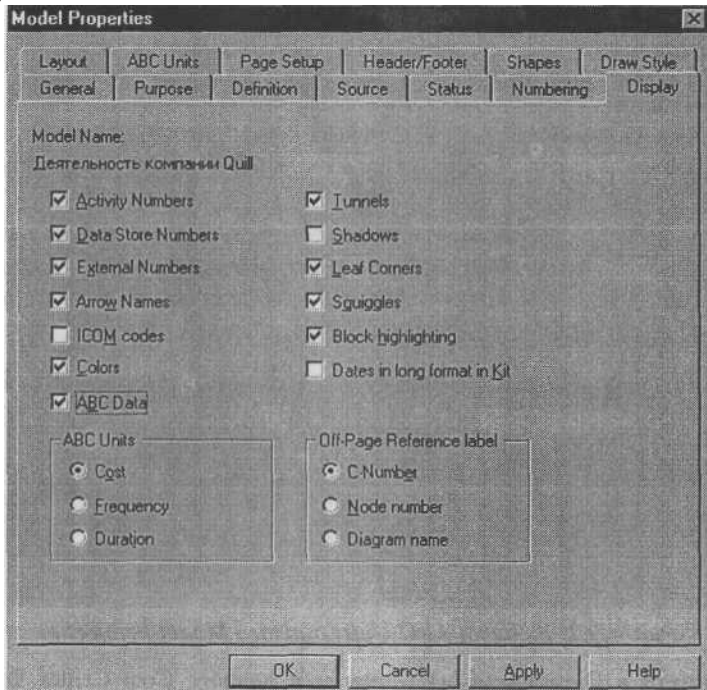 Model Properties
Layout ABC Units Page Setup Header/Footer Shapes Draw Style
General Purpose Definition Source Status Numbering Display
Model Name:
Деятельность компании Quill
Activity Numbers
Data Store Numbers
External Numbers
Arrow Names
ICOM codes
Colors
ABC Data
Tunnels
Shadows
Leaf Corners
Squiggles
Block highlighting
Dates in long format in Kit
ABC Units
Cost
Frequency
Duration
Off-Page Reference label
C-Number
Node number
Diagram name
OK Cancel Apply Help